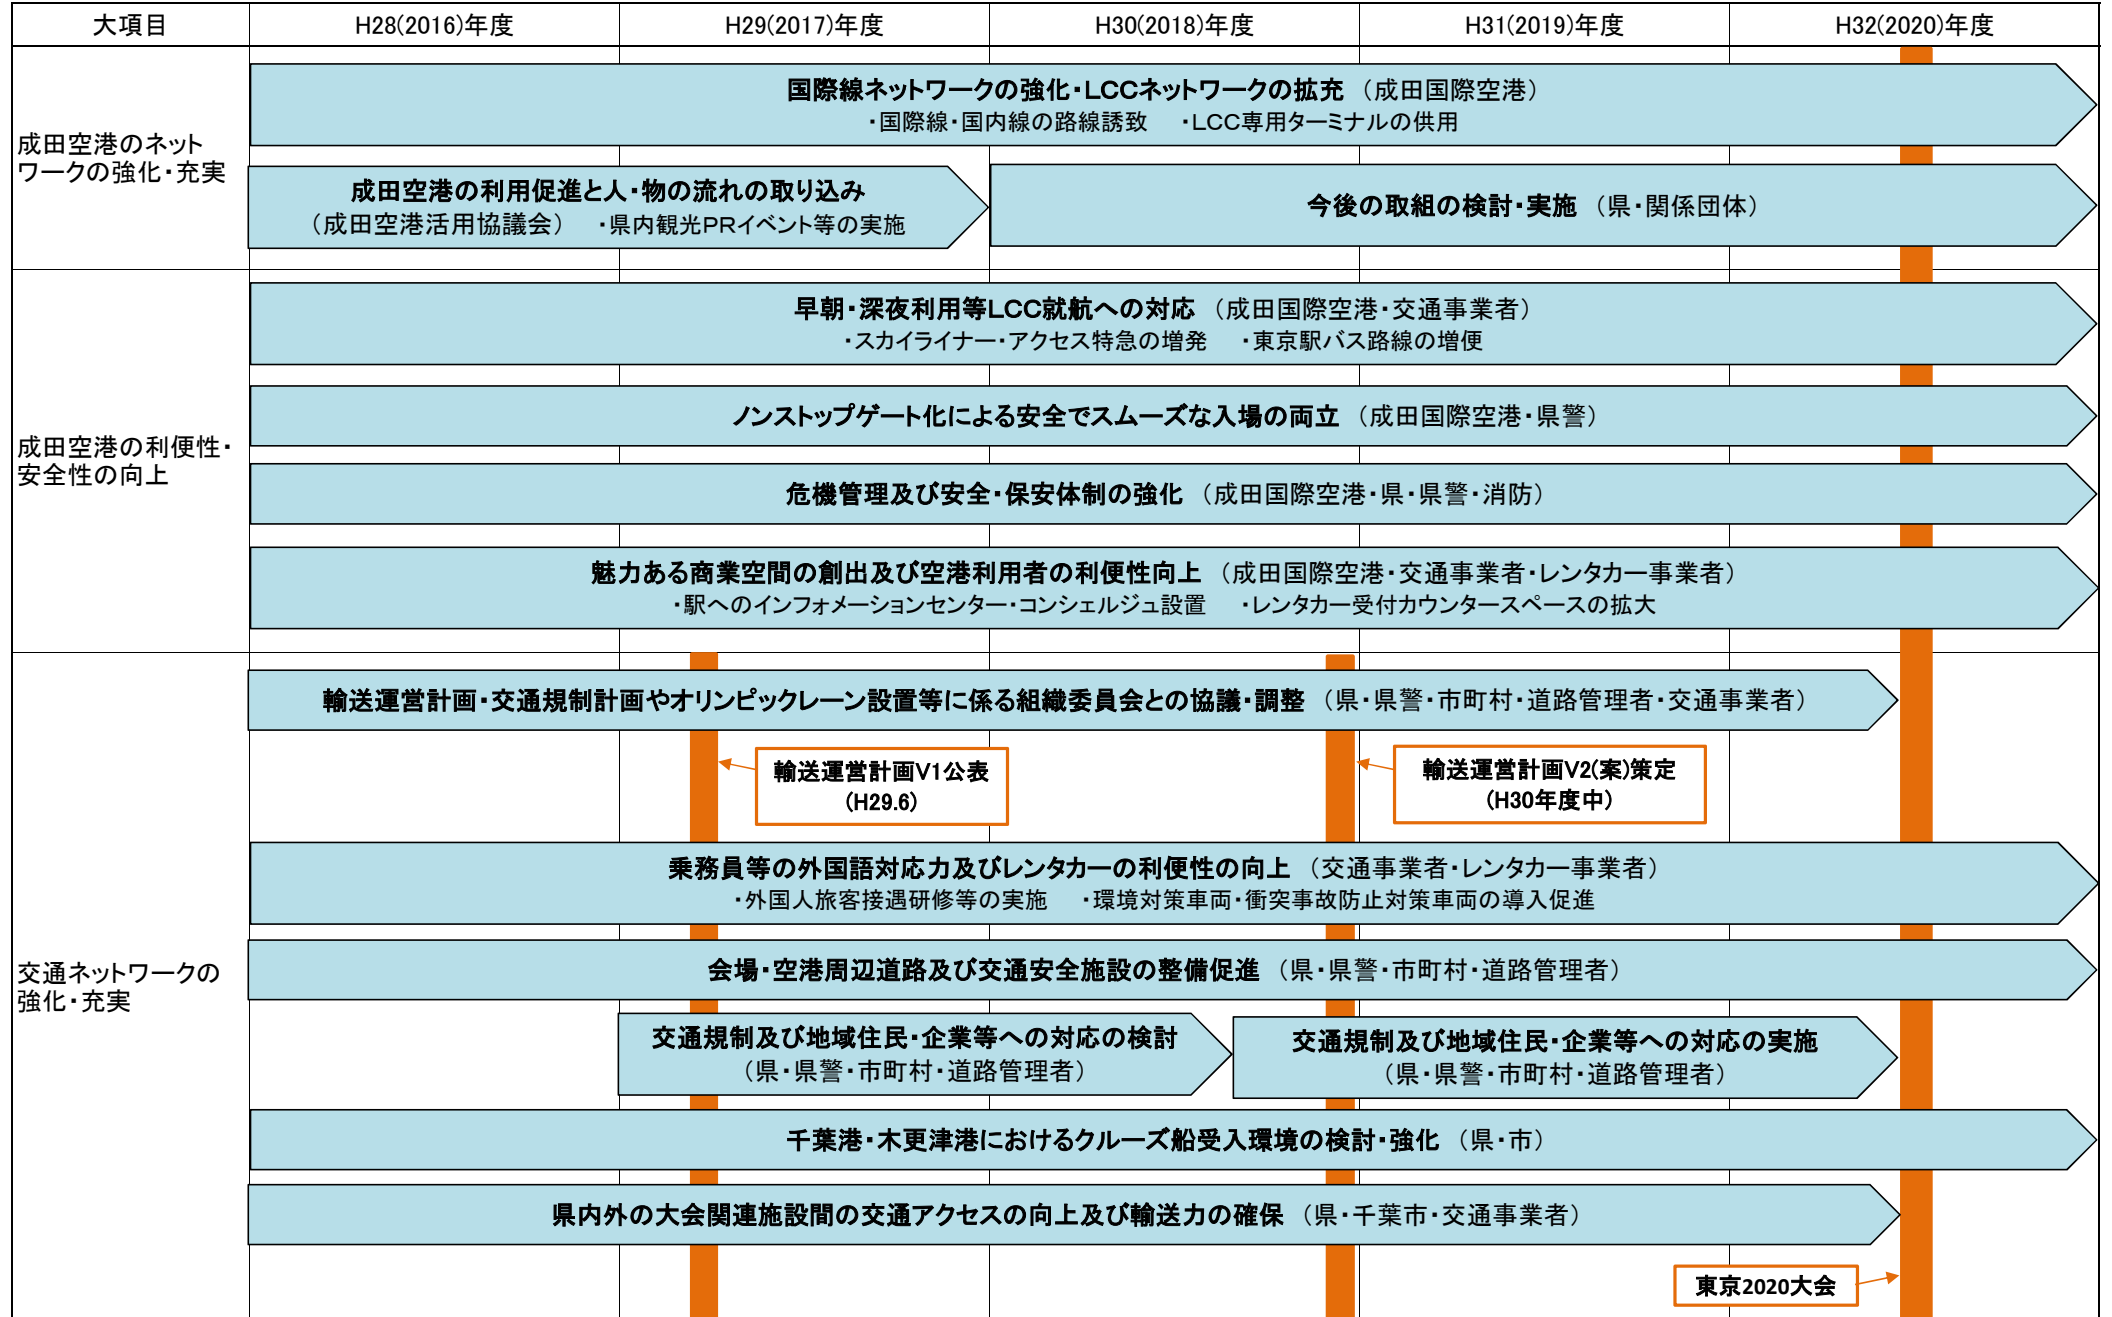 大項目
H28(2016)年度
H29(2017)年度
H30(2018)年度
H31(2019)年度
H32(2020)年度
成田空港のネット
ワークの強化・充実
国際線ネットワークの強化・LCCネットワークの拡充 （成田国際空港）
・国際線・国内線の路線誘致　・LCC専用ターミナルの供用
成田空港の利用促進と人・物の流れの取り込み
（成田空港活用協議会）　・県内観光PRイベント等の実施
今後の取組の検討・実施 （県・関係団体）
成田空港の利便性・
安全性の向上
早朝・深夜利用等LCC就航への対応 （成田国際空港・交通事業者）
・スカイライナー・アクセス特急の増発　・東京駅バス路線の増便
ノンストップゲート化による安全でスムーズな入場の両立 （成田国際空港・県警）
危機管理及び安全・保安体制の強化 （成田国際空港・県・県警・消防）
魅力ある商業空間の創出及び空港利用者の利便性向上 （成田国際空港・交通事業者・レンタカー事業者）
・駅へのインフォメーションセンター・コンシェルジュ設置　・レンタカー受付カウンタースペースの拡大
交通ネットワークの
強化・充実
輸送運営計画・交通規制計画やオリンピックレーン設置等に係る組織委員会との協議・調整 （県・県警・市町村・道路管理者・交通事業者）
輸送運営計画V1公表
（H29.6）
輸送運営計画V2(案)策定
（H30年度中）
乗務員等の外国語対応力及びレンタカーの利便性の向上 （交通事業者・レンタカー事業者）
・外国人旅客接遇研修等の実施　・環境対策車両・衝突事故防止対策車両の導入促進
会場・空港周辺道路及び交通安全施設の整備促進 （県・県警・市町村・道路管理者）
交通規制及び地域住民・企業等への対応の検討
（県・県警・市町村・道路管理者）
交通規制及び地域住民・企業等への対応の実施
（県・県警・市町村・道路管理者）
千葉港・木更津港におけるクルーズ船受入環境の検討・強化 （県・市）
県内外の大会関連施設間の交通アクセスの向上及び輸送力の確保 （県・千葉市・交通事業者）
東京2020大会